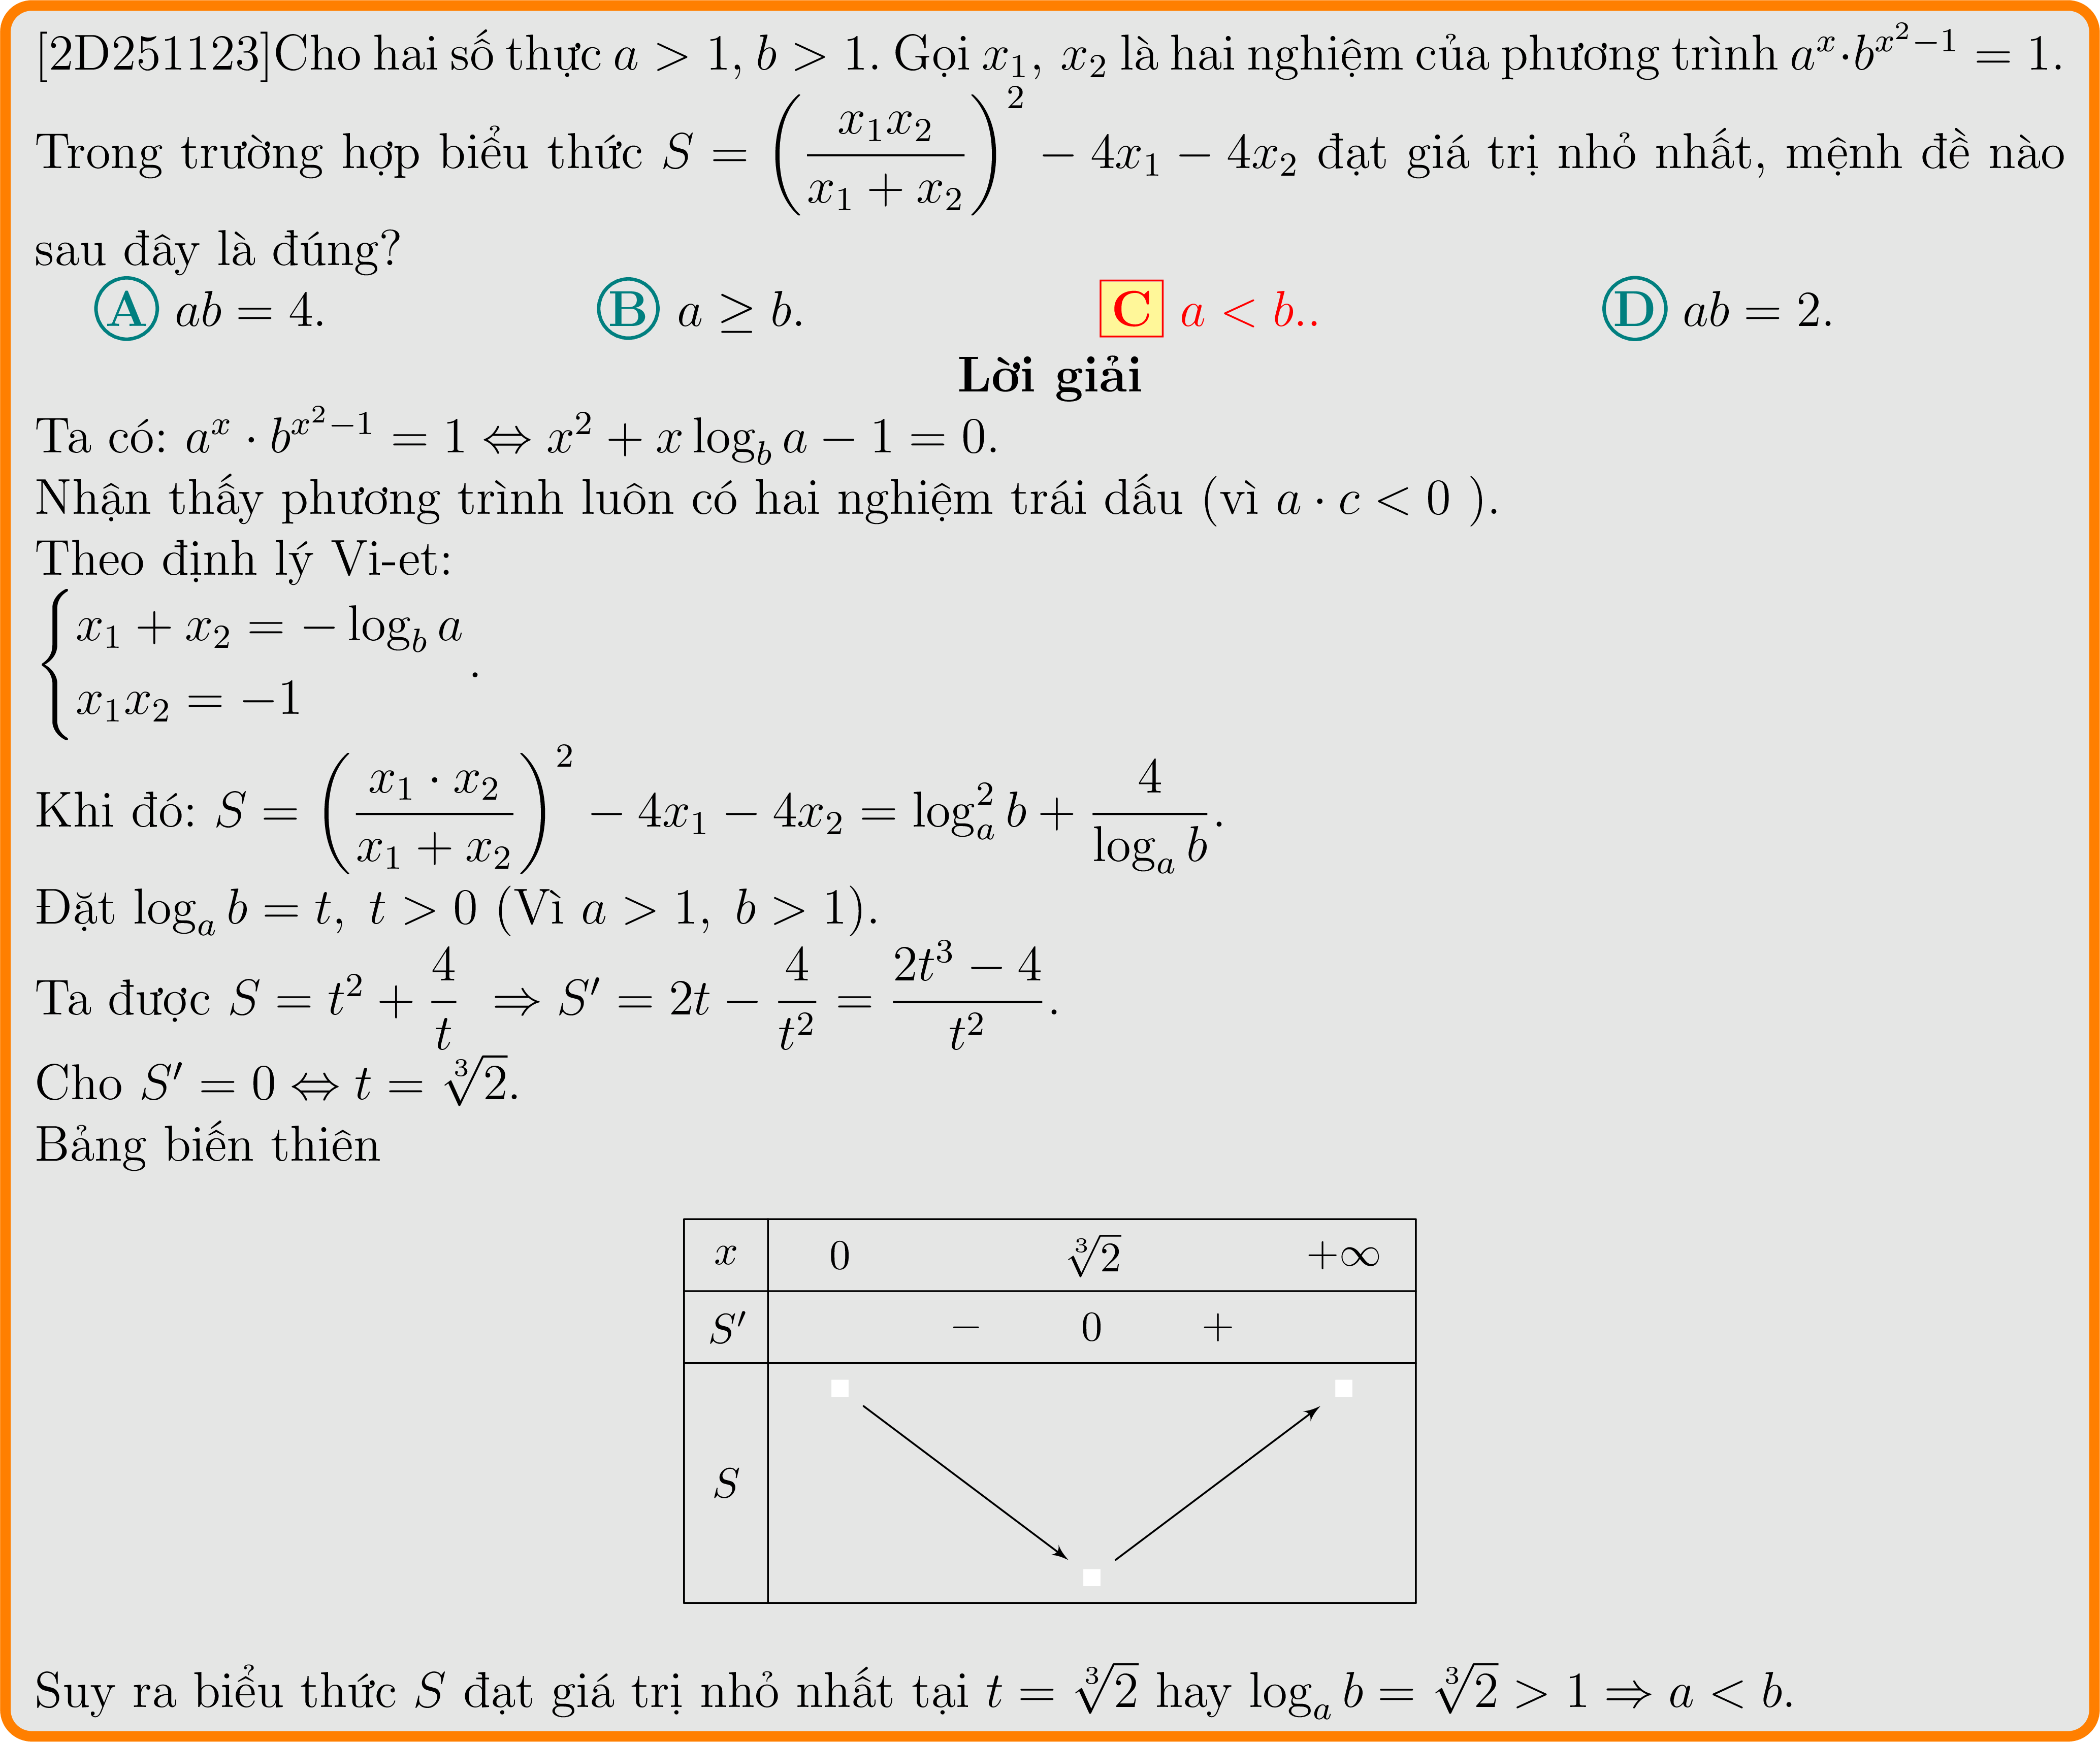 [2D251123]Cho hai số thực $a > 1$, $b > 1$. Gọi $x_1$, $x_2$ là hai nghiệm của phương trình $a^x \cdot b^{x^2-1} = 1$.
Trong trường hợp biểu thức $S = \left(\dfrac{x_1x_2}{x_1+x_2}\right)^2 - 4x_1 - 4x_2$ đạt giá trị nhỏ nhất, mệnh đề nào
sau đây là đúng?
A $ab = 4$. B $a \geq b$. C $a < b$.. D $ab = 2$.
Lời giải
Ta có: $a^x \cdot b^{x^2-1} = 1 \Leftrightarrow x^2 + x\log_b a - 1 = 0$.
Nhận thấy phương trình luôn có hai nghiệm trái dấu (vì $a \cdot c < 0$ ).
Theo định lý Vi-et:
$\begin{cases} x_1 + x_2 = -\log_b a \\ x_1x_2 = -1 \end{cases}$.
Khi đó: $S = \left(\dfrac{x_1 \cdot x_2}{x_1+x_2}\right)^2 - 4x_1 - 4x_2 = \log_a^2 b + \dfrac{4}{\log_a b}$.
Đặt $\log_a b = t$, $t > 0$ (Vì $a > 1$, $b > 1$).
Ta được $S = t^2 + \dfrac{4}{t} \Rightarrow S' = 2t - \dfrac{4}{t^2} = \dfrac{2t^3-4}{t^2}$.
Cho $S' = 0 \Leftrightarrow t = \sqrt[3]{2}$.
Bảng biến thiên
$x$ $0$ $\sqrt[3]{2}$ $+\infty$
$S'$ $-$ $0$ $+$
$S$
Suy ra biểu thức $S$ đạt giá trị nhỏ nhất tại $t = \sqrt[3]{2}$ hay $\log_a b = \sqrt[3]{2} > 1 \Rightarrow a < b$.